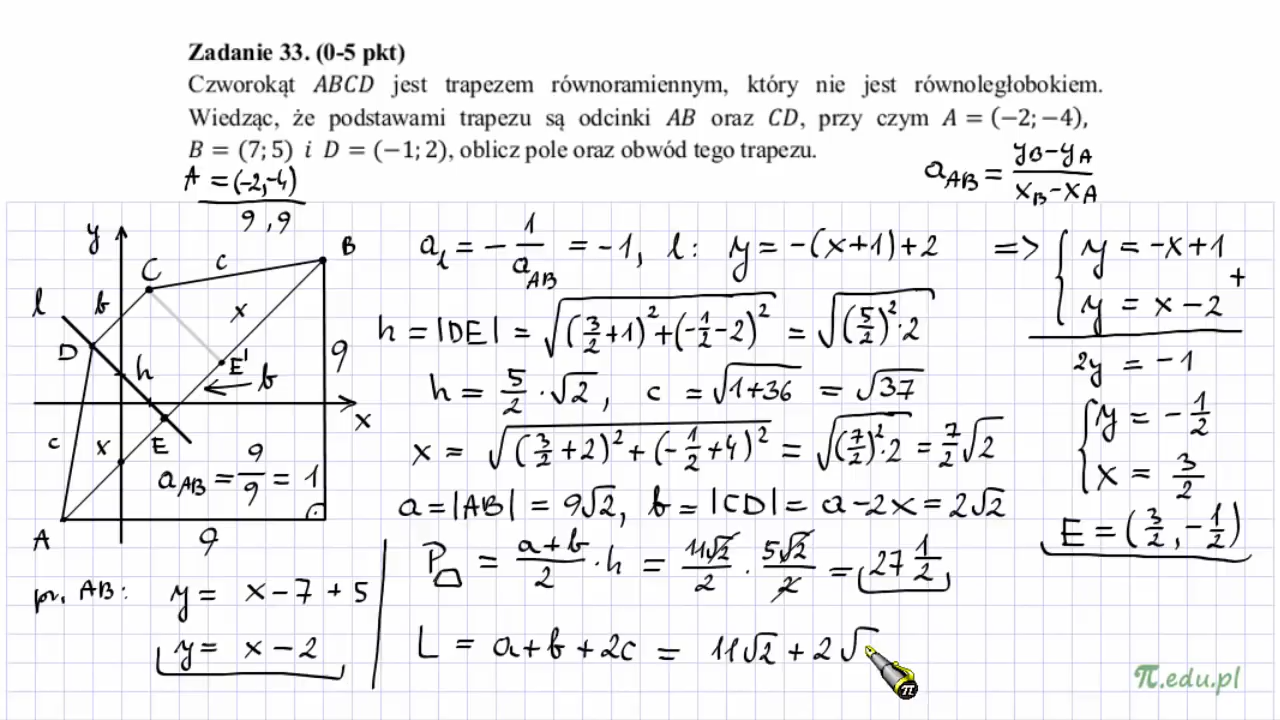 Zadanie 33. (0-5 pkt)
Czworokąt ABCD jest trapezem równoramiennym, który nie jest równoległobokiem.
Wiedząc, że podstawami trapezu są odcinki AB oraz CD, przy czym A = (−2; −4),
B = (7; 5) i D = (−1; 2), oblicz pole oraz obwód tego trapezu.
A = (-2,-4)
9, 9
a_AB = (y_B - y_A)/(x_B - x_A)
y
B
c
C
l
b
x
D
h
E'
b
9
x
c
x
E
a_AB = 9/9 = 1
A
9
pr. AB: y = x - 7 + 5
y = x - 2
a_l = - 1/a_AB = -1, l: y = -(x+1)+2 => { y = -x+1
y = x - 2 +
2y = -1
{ y = - 1/2
x = 3/2
E = (3/2, -1/2)
h = |DE| = √((3/2+1)²+(-1/2-2)²) = √((5/2)²·2)
h = 5/2 · √2, c = √(1+36) = √37
x = √((3/2+2)²+(-1/2+4)²) = √((7/2)²·2) = 7/2 √2
a = |AB| = 9√2, b = |CD| = a - 2x = 2√2
P = (a+b)/2 · h = 11√2/2 · 5√2/2 = 27 1/2
L = a+b+2c = 11√2 + 2√
π
π.edu.pl